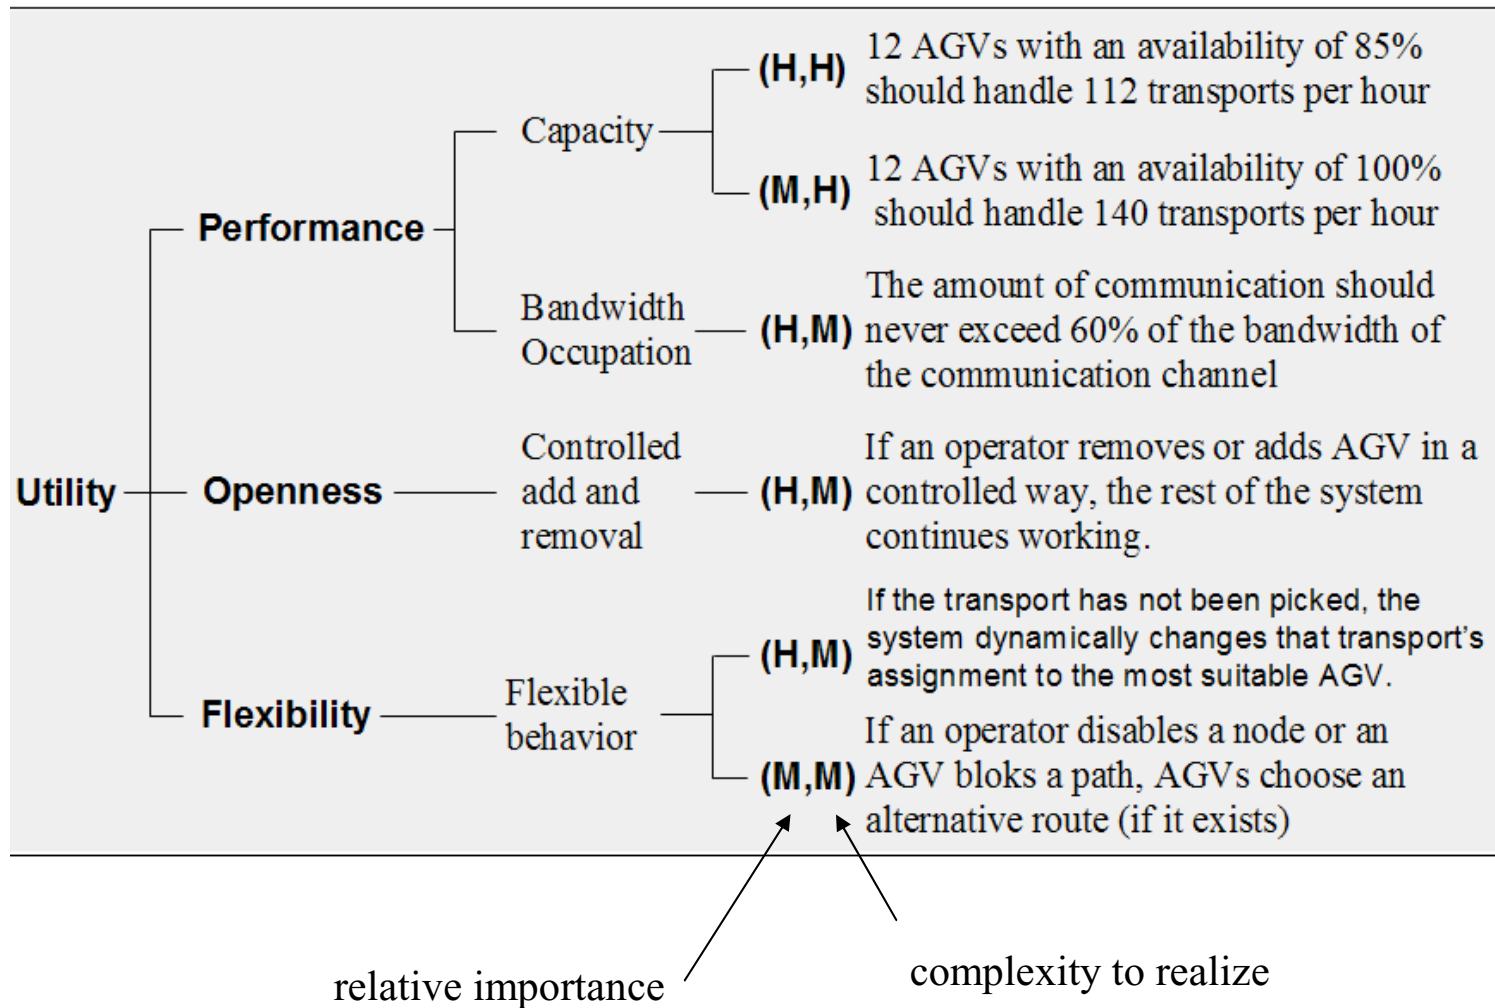 Utility
Performance
Capacity
(H,H)
12 AGVs with an availability of 85%
should handle 112 transports per hour
(M,H)
12 AGVs with an availability of 100%
should handle 140 transports per hour
Bandwidth
Occupation
(H,M)
The amount of communication should
never exceed 60% of the bandwidth of
the communication channel
Openness
Controlled
add and
removal
(H,M)
If an operator removes or adds AGV in a
controlled way, the rest of the system
continues working.
Flexibility
Flexible
behavior
(H,M)
If the transport has not been picked, the
system dynamically changes that transport's
assignment to the most suitable AGV.
(M,M)
If an operator disables a node or an
AGV bloks a path, AGVs choose an
alternative route (if it exists)
relative importance
complexity to realize